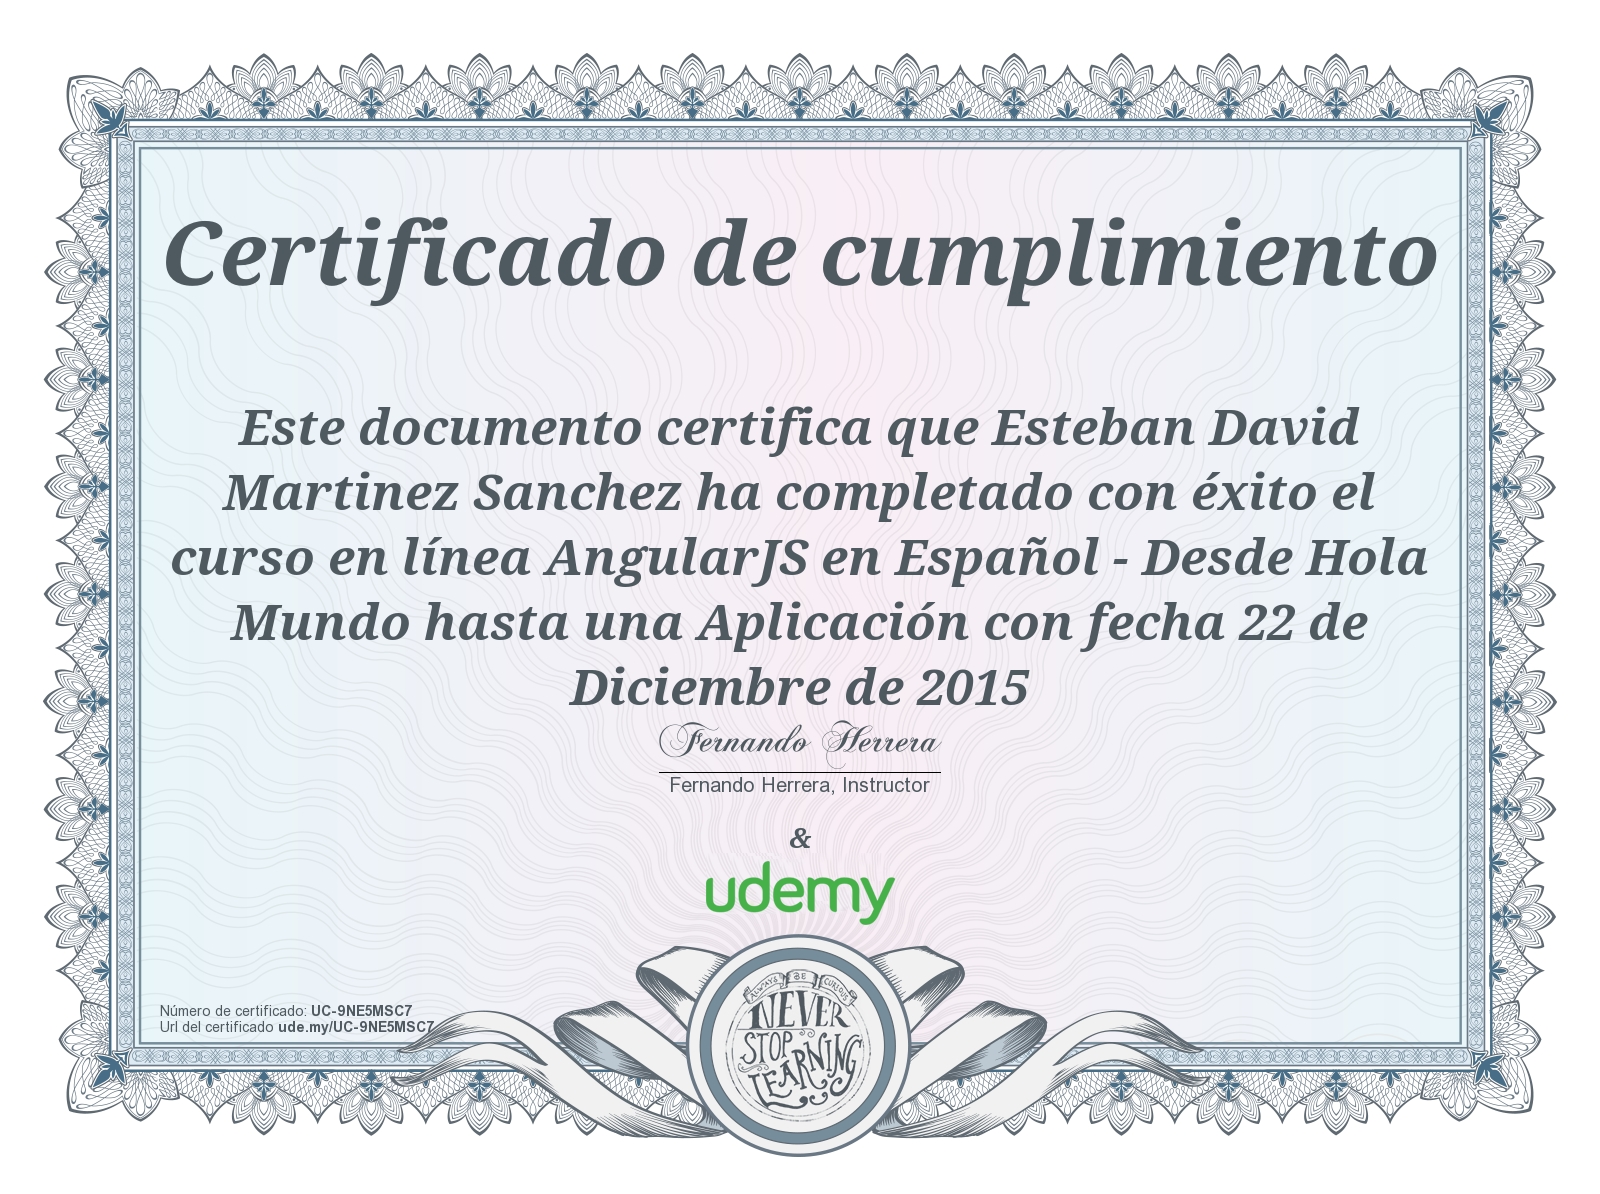 Certificado de cumplimiento
Este documento certifica que Esteban David
Martinez Sanchez ha completado con éxito el
curso en línea AngularJS en Español - Desde Hola
Mundo hasta una Aplicación con fecha 22 de
Diciembre de 2015
Fernando Herrera
Fernando Herrera, Instructor
&
udemy
Número de certificado: UC-9NE5MSC7
Url del certificado ude.my/UC-9NE5MSC7
ALWAYS BE CURIOUS
NEVER
STOP
LEARNING